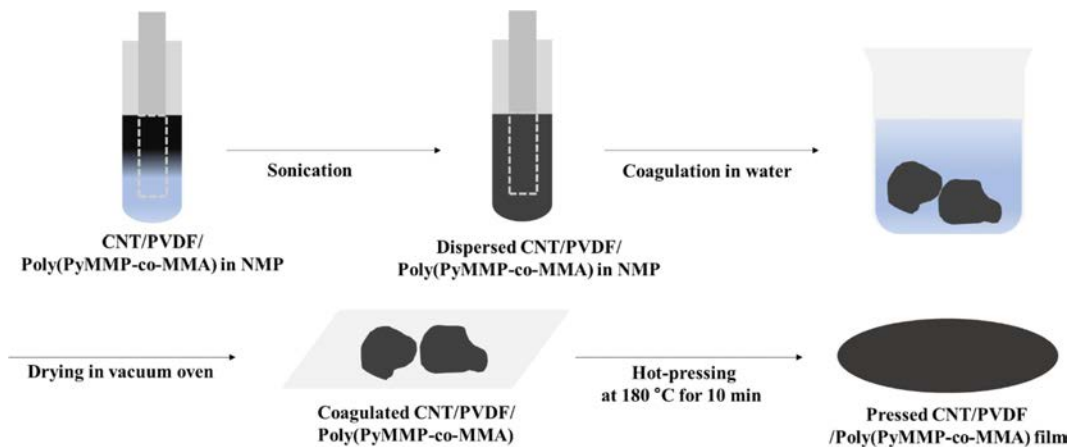 Sonication
Coagulation in water
CNT/PVDF/
Poly(PyMMP-co-MMA) in NMP
Dispersed CNT/PVDF/
Poly(PyMMP-co-MMA) in NMP
Drying in vacuum oven
Hot-pressing
at 180 °C for 10 min
Coagulated CNT/PVDF/
Poly(PyMMP-co-MMA)
Pressed CNT/PVDF
/Poly(PyMMP-co-MMA) film